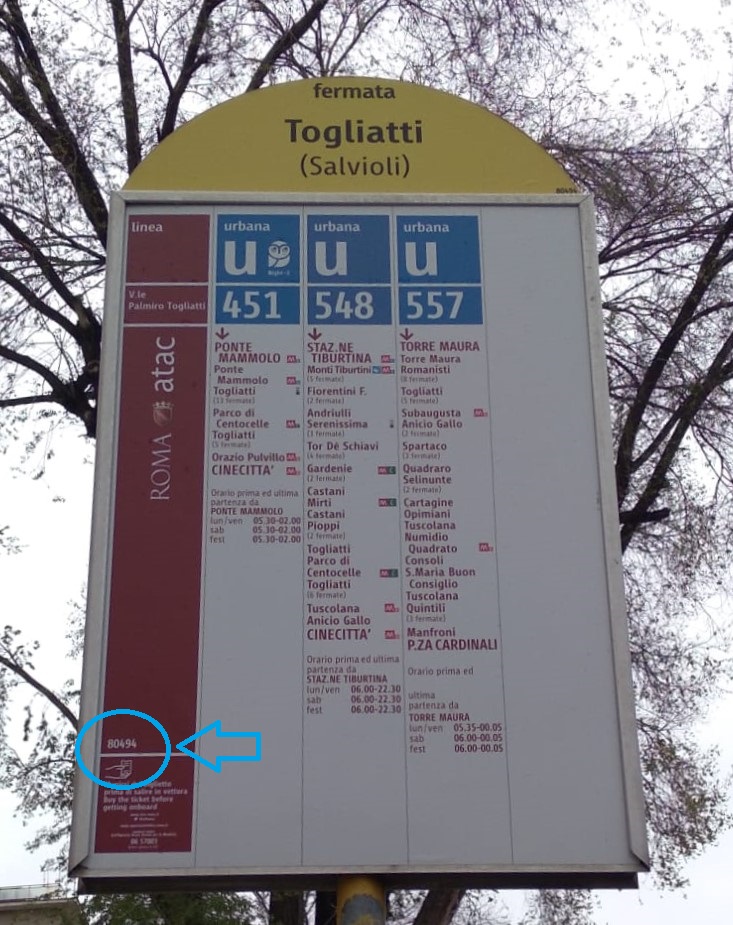 fermata
Togliatti
(Salvioli)
80494
linea
V.le
Palmiro Togliatti
ROMA atac
80494
prima di salire in vettura
buy the ticket before
getting onboard
06 57003
urbana
u
451
PONTE
MAMMOLO M
Ponte
Mammolo M
Togliatti
(13 fermate)
Parco di
Centocelle M
Togliatti
(5 fermate)
Orazio Pulvillo M
CINECITTA' M
Orario prima ed ultima
partenza da
PONTE MAMMOLO
lun/ven 05.30-02.00
sab 05.30-02.00
fest 05.30-02.00
urbana
u
548
STAZ.NE
TIBURTINA M
Monti Tiburtini M
(5 fermate)
Fiorentini F.
(2 fermate)
Andriulli
Serenissima
(3 fermate)
Tor Dè Schiavi
(4 fermate)
Gardenie M C
(2 fermate)
Castani
Mirti M C
Castani
Pioppi
(2 fermate)
Togliatti
Parco di
Centocelle M C
Togliatti
(6 fermate)
Tuscolana M
Anicio Gallo
CINECITTA' M
Orario prima ed ultima
partenza da
STAZ.NE TIBURTINA
lun/ven 06.00-22.30
sab 06.00-22.30
fest 06.00-22.30
urbana
u
557
TORRE MAURA
Torre Maura
Romanisti
(8 fermate)
Togliatti
(5 fermate)
Subaugusta M
Anicio Gallo
(3 fermate)
Spartaco
(3 fermate)
Quadraro
Selinunte
(2 fermate)
Cartagine
Opimiani
Tuscolana
Numidio
Quadrato M
Consoli
S.Maria Buon
Consiglio
Tuscolana
Quintili
(3 fermate)
Manfroni
P.ZA CARDINALI
Orario prima ed
ultima
partenza da
TORRE MAURA
lun/ven 05.35-00.05
sab 06.00-00.05
fest 06.00-00.05